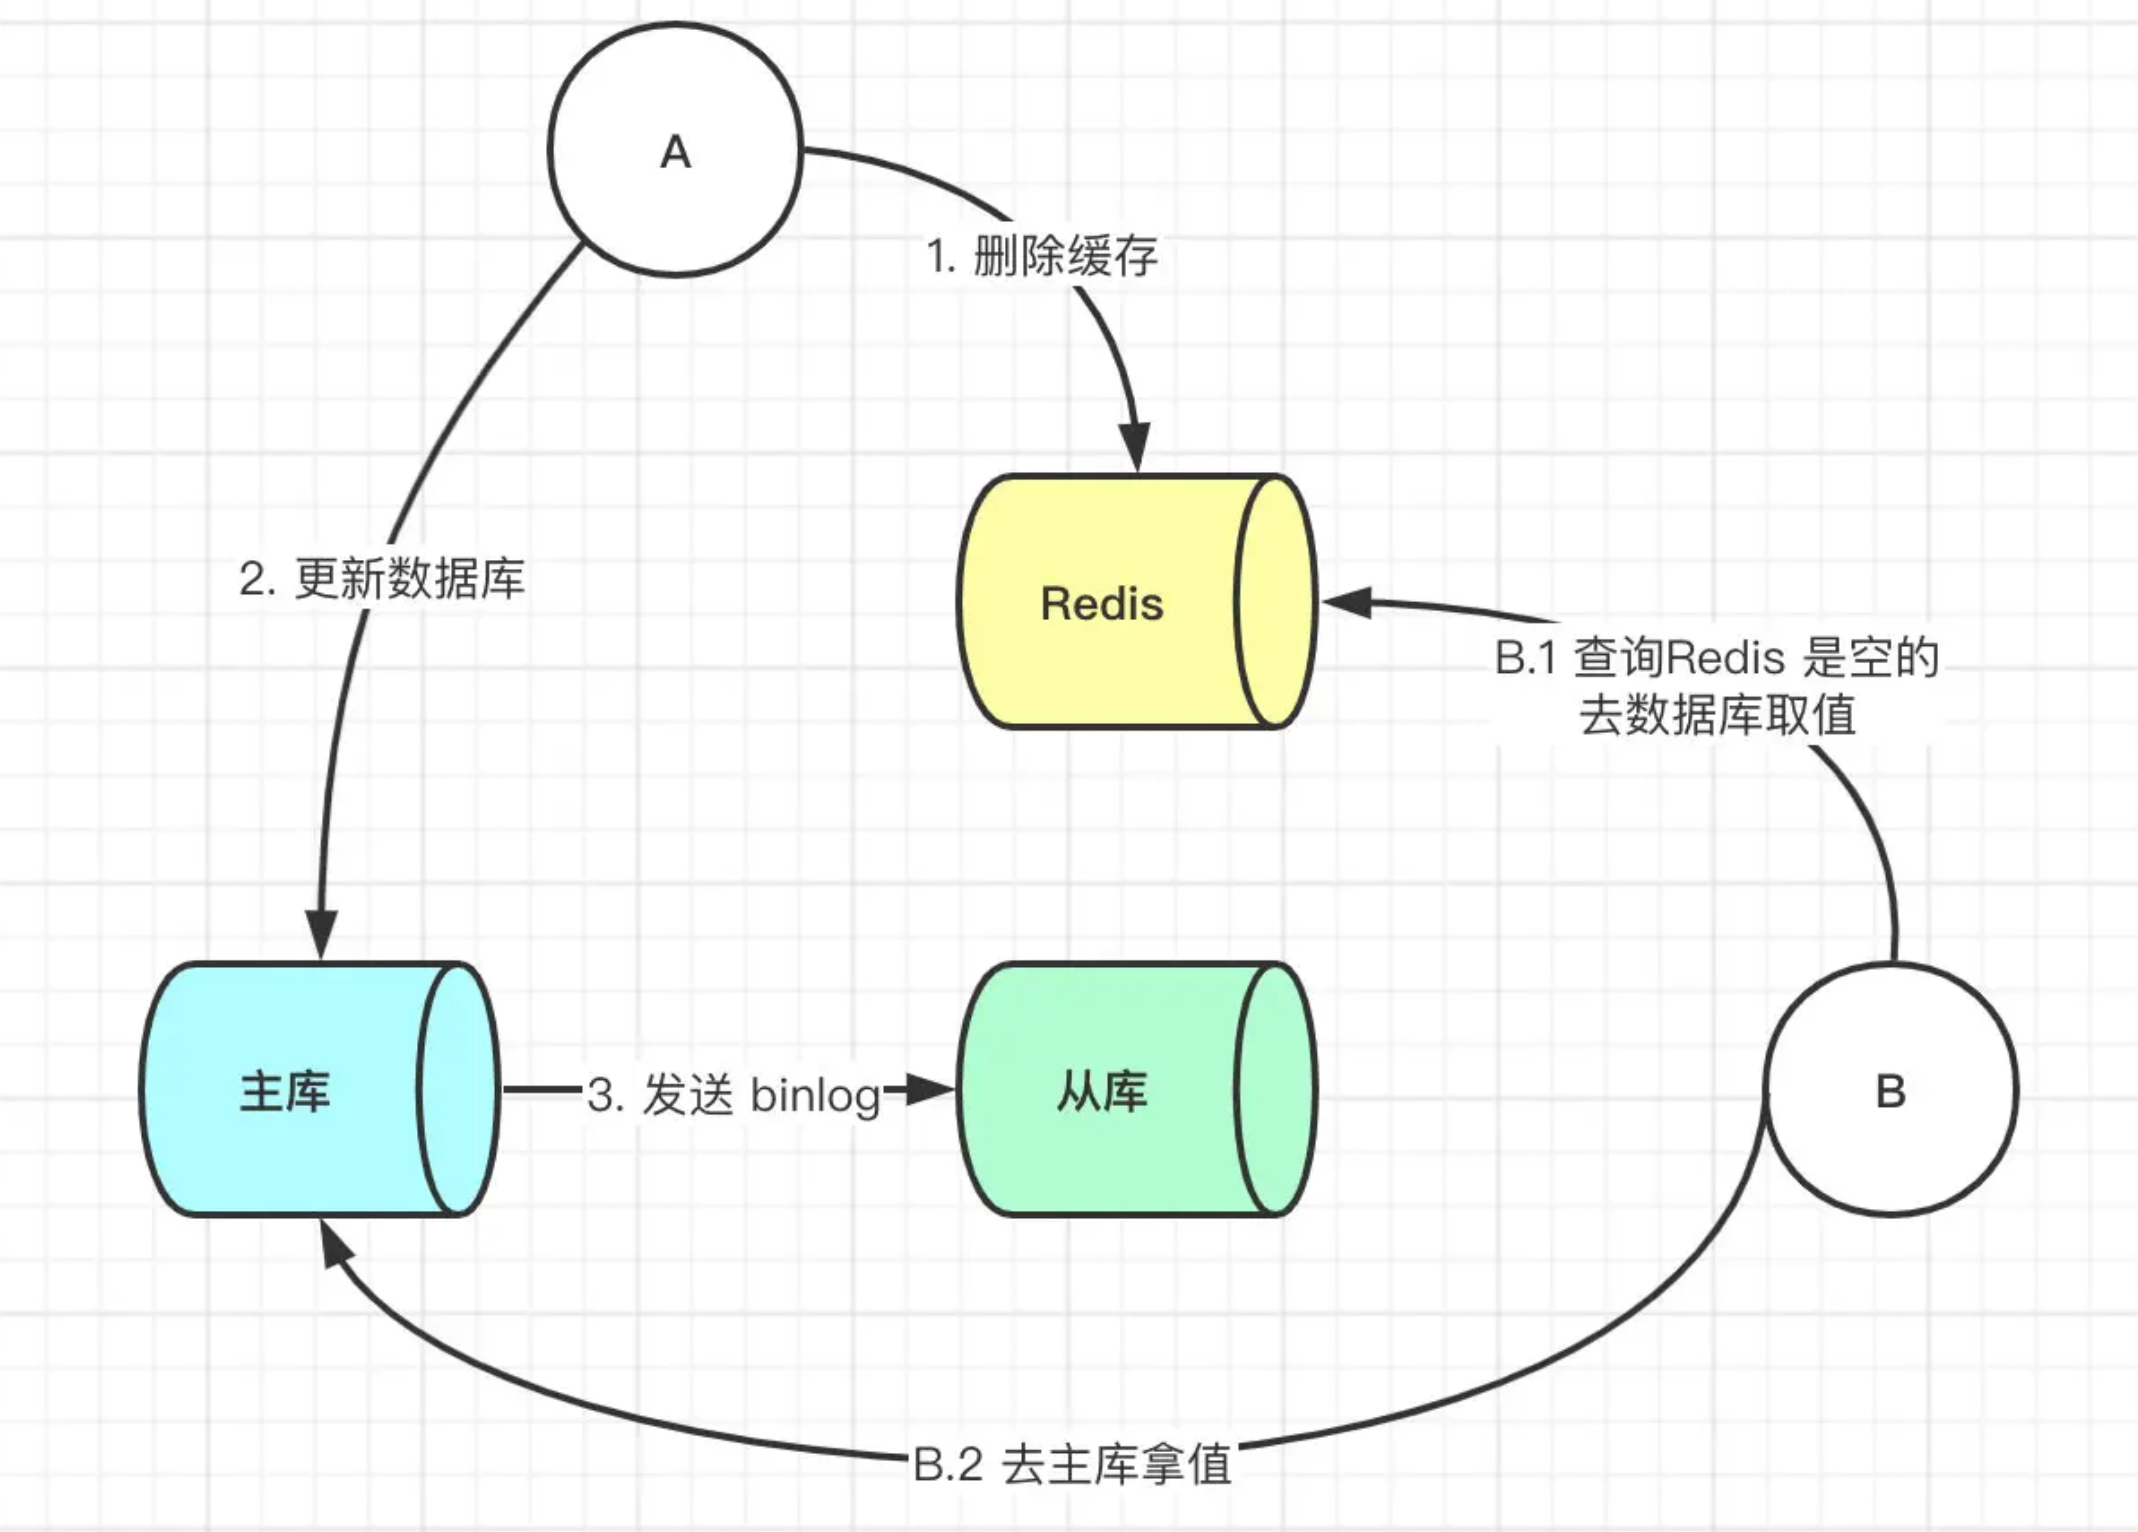 A
1. 删除缓存
2. 更新数据库
Redis
B.1 查询Redis 是空的
去数据库取值
主库
3. 发送 binlog
从库
B
B.2 去主库拿值